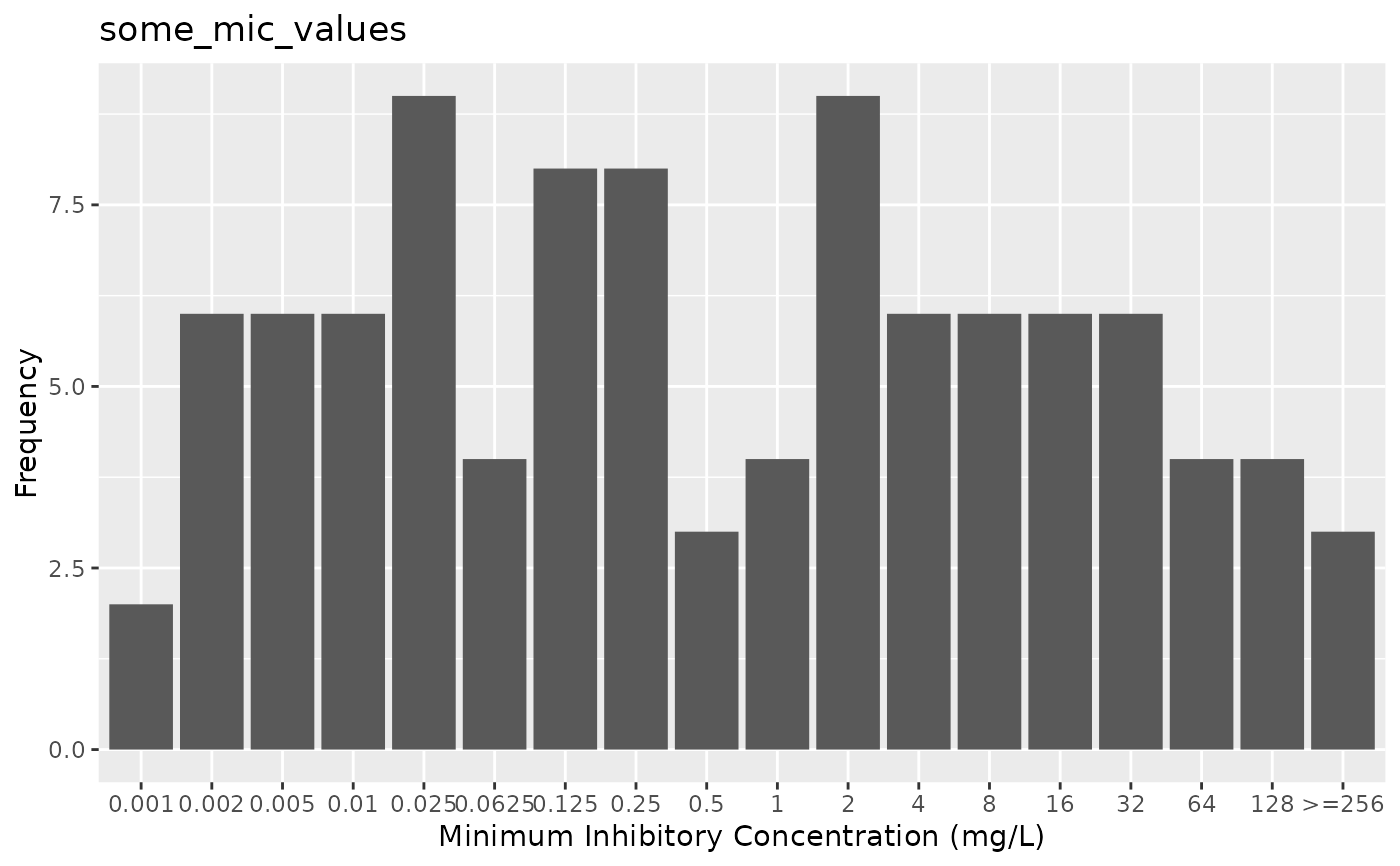 some_mic_values
Frequency
7.5
5.0
2.5
0.0
0.001 0.002 0.005 0.01 0.025 0.0625 0.125 0.25 0.5 1 2 4 8 16 32 64 128 >=256
Minimum Inhibitory Concentration (mg/L)